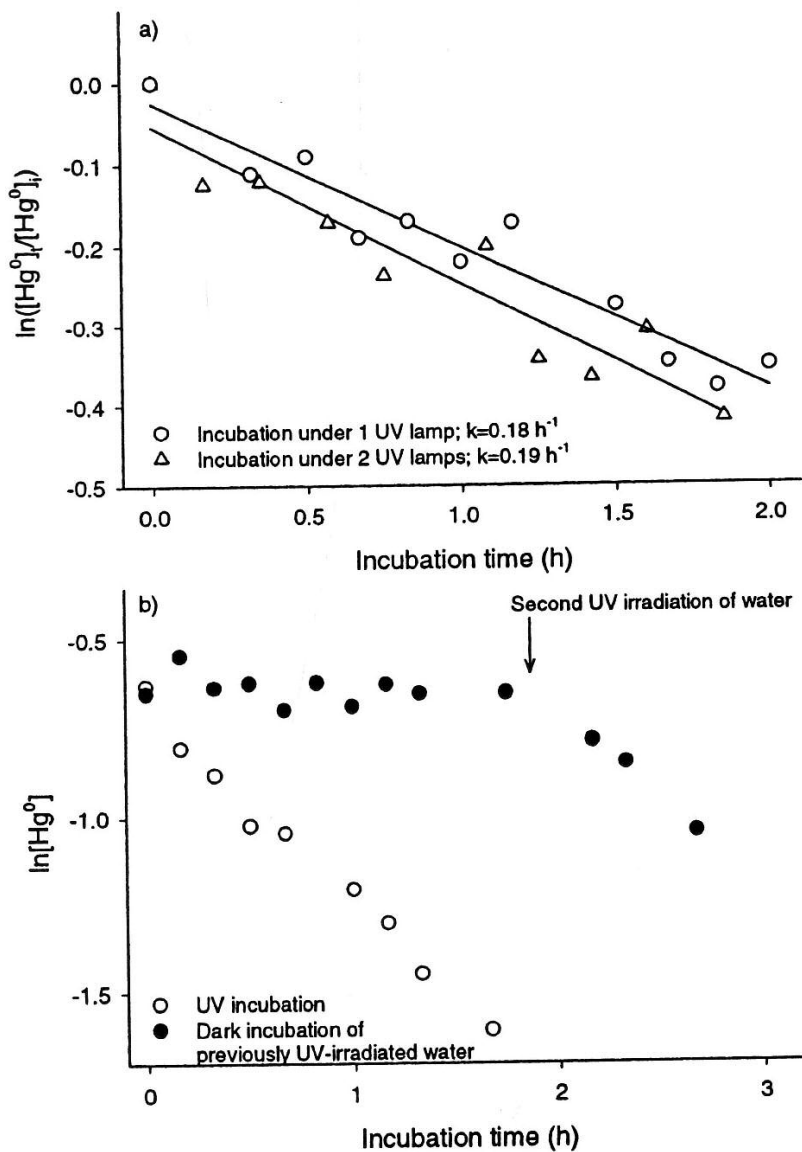 a)
ln([Hg⁰]ᵢ/[Hg⁰]ᵢ)
0.0
-0.1
-0.2
-0.3
-0.4
-0.5
Incubation under 1 UV lamp; k=0.18 h⁻¹
Incubation under 2 UV lamps; k=0.19 h⁻¹
0.0 0.5 1.0 1.5 2.0
Incubation time (h)
b)
Second UV irradiation of water
ln[Hg⁰]
-0.5
-1.0
-1.5
UV incubation
Dark incubation of
previously UV-irradiated water
0 1 2 3
Incubation time (h)